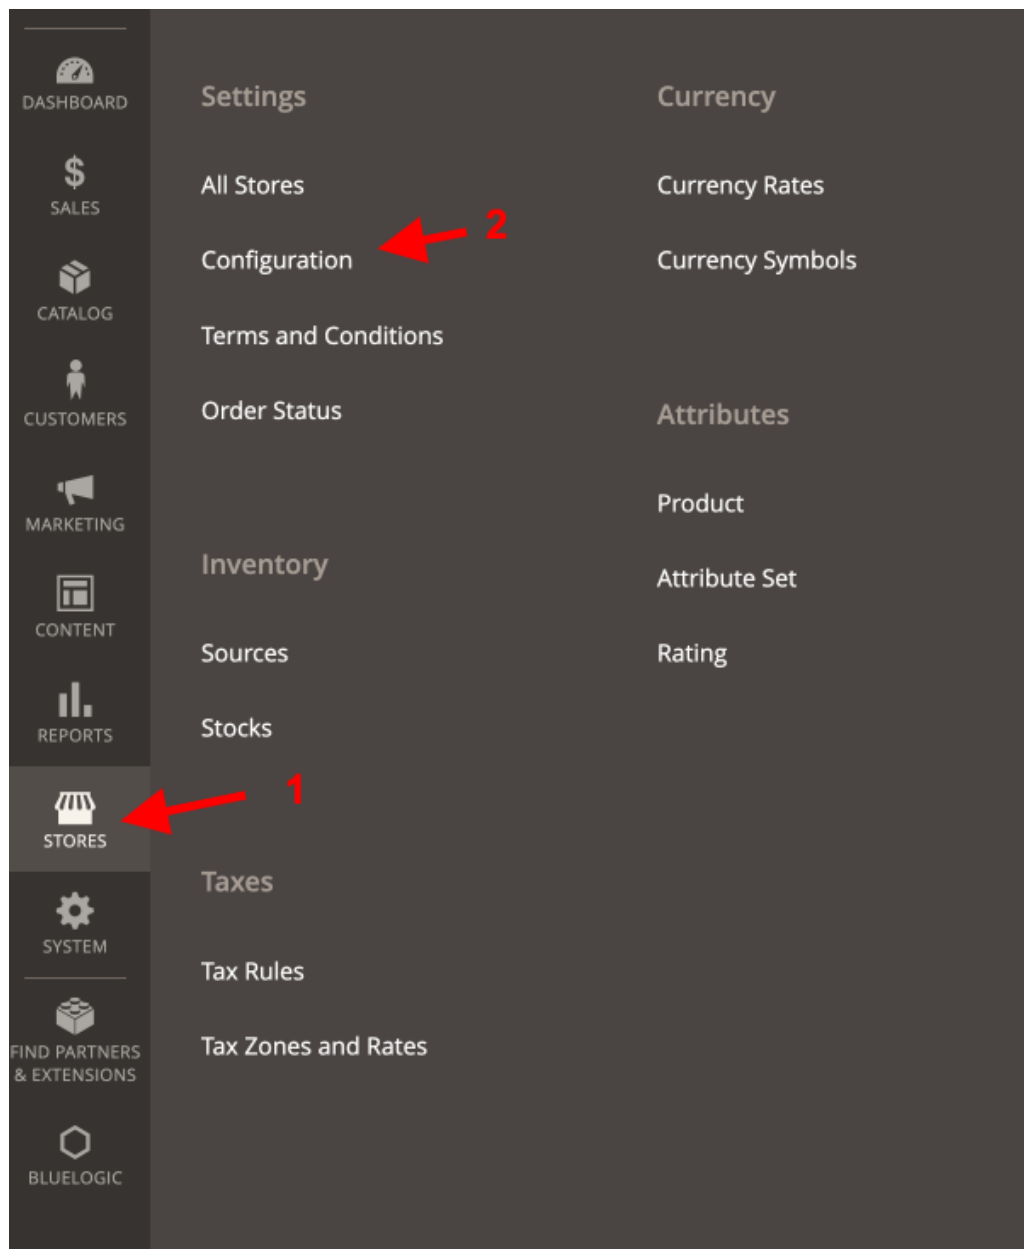 DASHBOARD
SALES
CATALOG
CUSTOMERS
MARKETING
CONTENT
REPORTS
STORES
SYSTEM
FIND PARTNERS
& EXTENSIONS
BLUELOGIC
Settings
All Stores
2
Configuration
Terms and Conditions
Order Status
Inventory
Sources
Stocks
1
Taxes
Tax Rules
Tax Zones and Rates
Currency
Currency Rates
Currency Symbols
Attributes
Product
Attribute Set
Rating